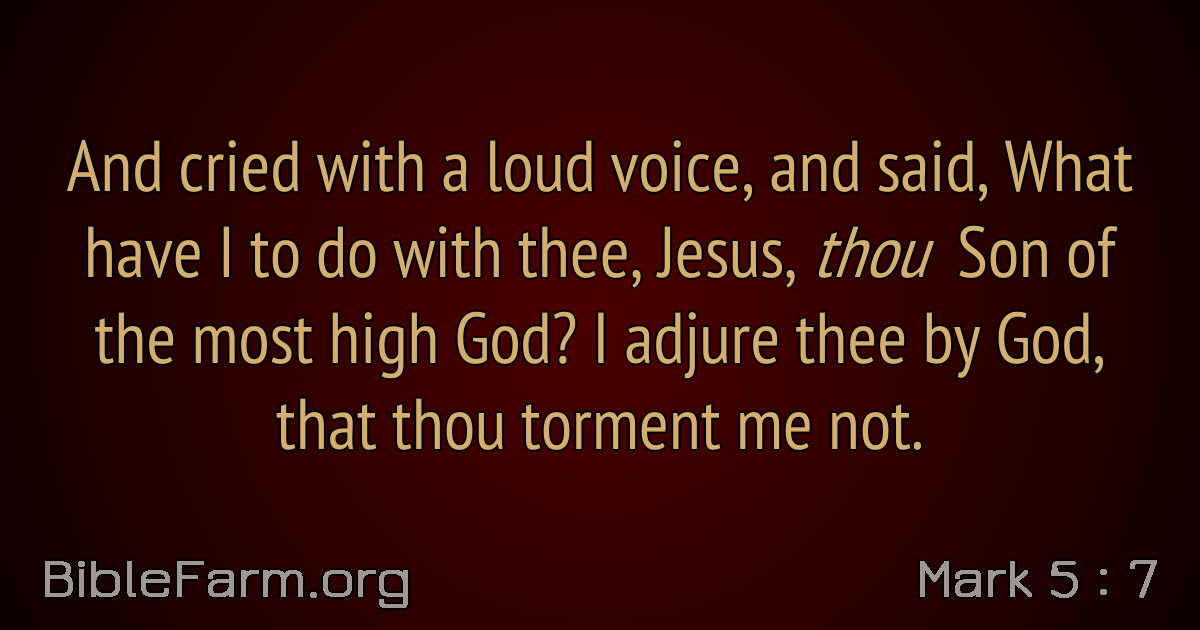 And cried with a loud voice, and said, What
have I to do with thee, Jesus, thou Son of
the most high God? I adjure thee by God,
that thou torment me not.
BibleFarm.org
Mark 5 : 7